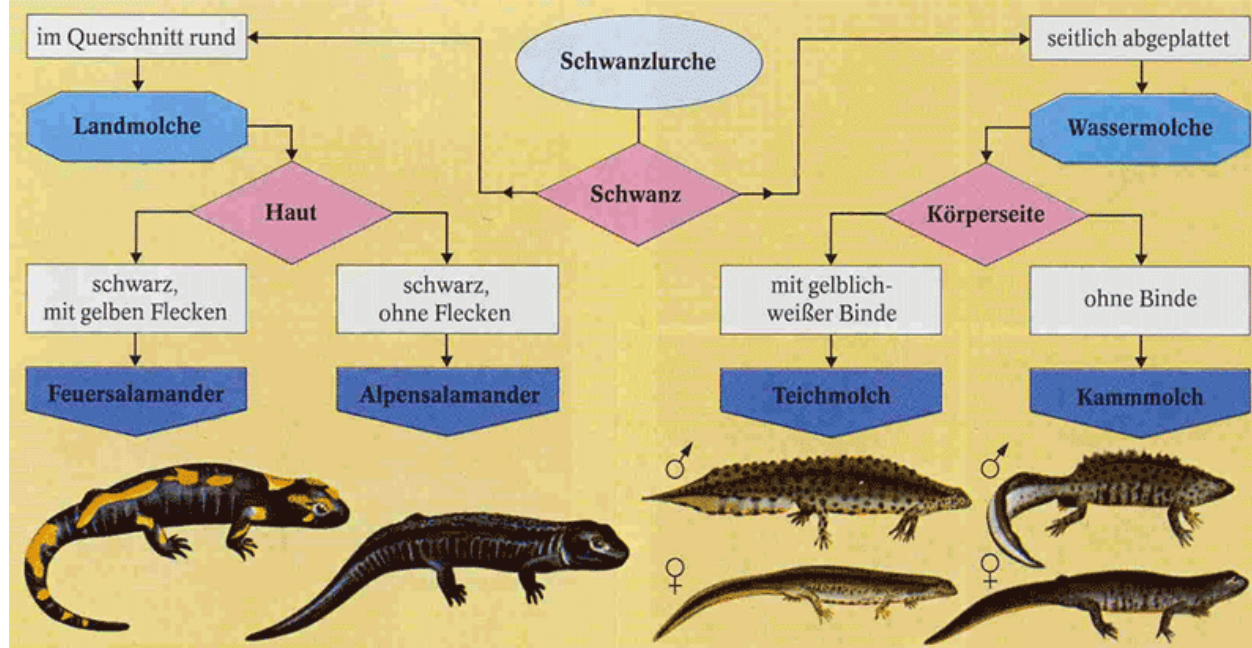 Schwanzlurche
Schwanz
im Querschnitt rund
Landmolche
Haut
schwarz,
mit gelben Flecken
Feuersalamander
schwarz,
ohne Flecken
Alpensalamander
seitlich abgeplattet
Wassermolche
Körperseite
mit gelblich-
weißer Binde
Teichmolch
ohne Binde
Kammmolch
♂
♀
♂
♀